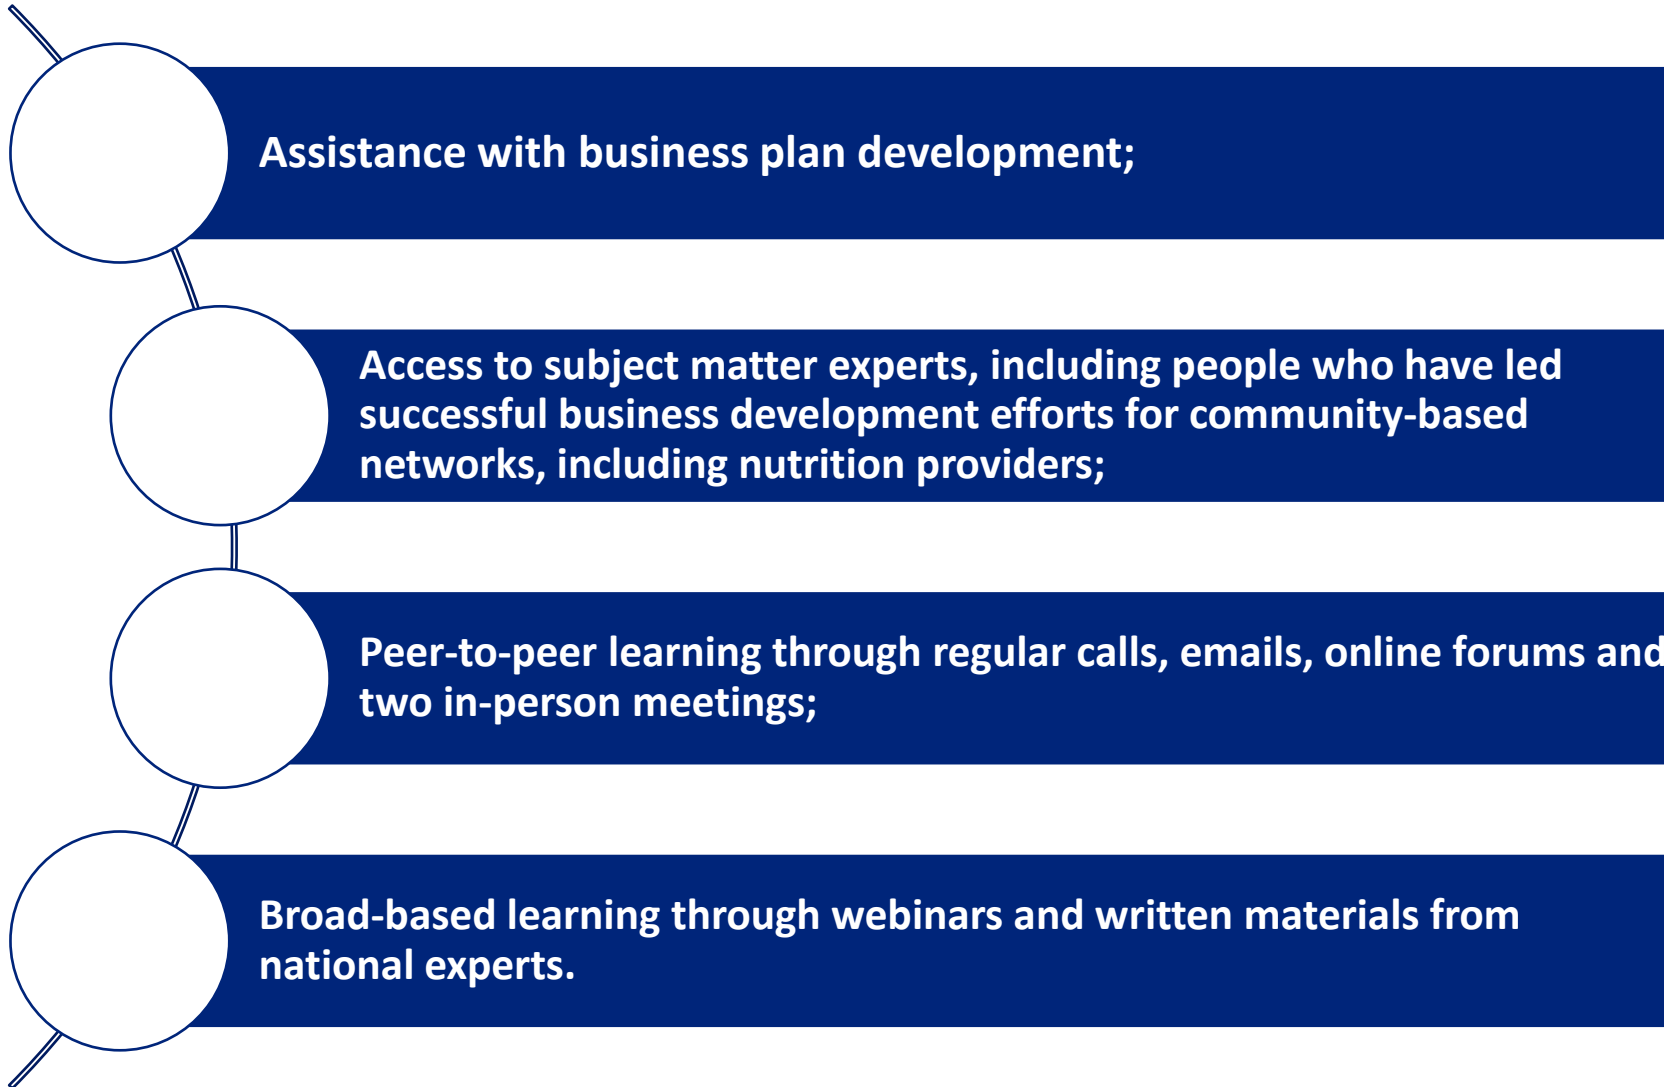 Assistance with business plan development;
Access to subject matter experts, including people who have led
successful business development efforts for community-based
networks, including nutrition providers;
Peer-to-peer learning through regular calls, emails, online forums and
two in-person meetings;
Broad-based learning through webinars and written materials from
national experts.